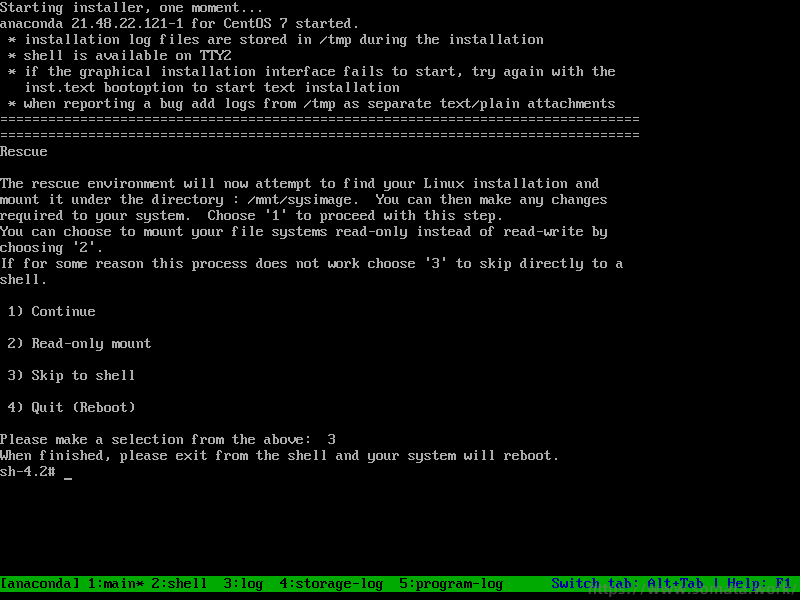 Starting installer, one moment...
anaconda 21.48.22.121-1 for CentOS 7 started.
 * installation log files are stored in /tmp during the installation
 * shell is available on TTY2
 * if the graphical installation interface fails to start, try again with the
   inst.text bootoption to start text installation
 * when reporting a bug add logs from /tmp as separate text/plain attachments
================================================================================
================================================================================
Rescue

The rescue environment will now attempt to find your Linux installation and
mount it under the directory : /mnt/sysimage.  You can then make any changes
required to your system.  Choose '1' to proceed with this step.
You can choose to mount your file systems read-only instead of read-write by
choosing '2'.
If for some reason this process does not work choose '3' to skip directly to a
shell.

 1) Continue

 2) Read-only mount

 3) Skip to shell

 4) Quit (Reboot)

Please make a selection from the above:  3
When finished, please exit from the shell and your system will reboot.
sh-4.2# _

[anaconda] 1:main* 2:shell  3:log  4:storage-log  5:program-log      Switch tab: Alt+Tab | Help: F1